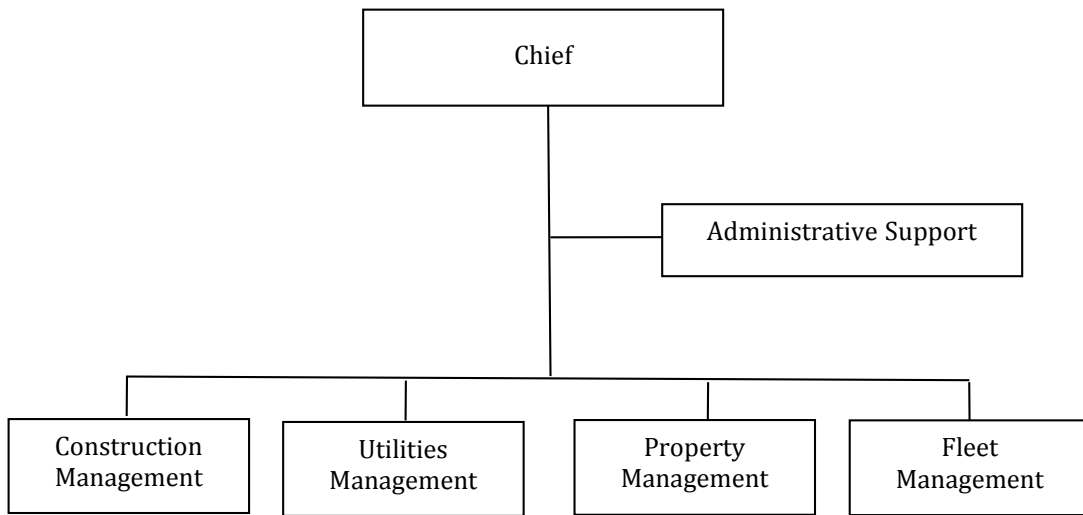 Chief
Administrative Support
Construction
Management
Utilities
Management
Property
Management
Fleet
Management